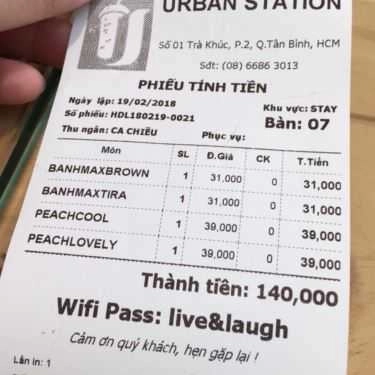 URBAN STATION
Số 01 Trà Khúc, P.2, Q.Tân Bình, HCM
Sdt: (08) 6686 3013
PHIẾU TÍNH TIỀN
Ngày lập: 19/02/2018 Khu vực: STAY
Số phiếu: HDL180219-0021 Bàn: 07
Thu ngân: CA CHIỀU Phục vụ:
Món SL Đ.Giá CK T.Tiền
BANHMAXBROWN 1 31,000 0 31,000
BANHMAXTIRA 1 31,000 0 31,000
PEACHCOOL 1 39,000 0 39,000
PEACHLOVELY 1 39,000 0 39,000
Thành tiền: 140,000
Wifi Pass: live&laugh
Cảm ơn quý khách, hẹn gặp lại !
Lần in: 1